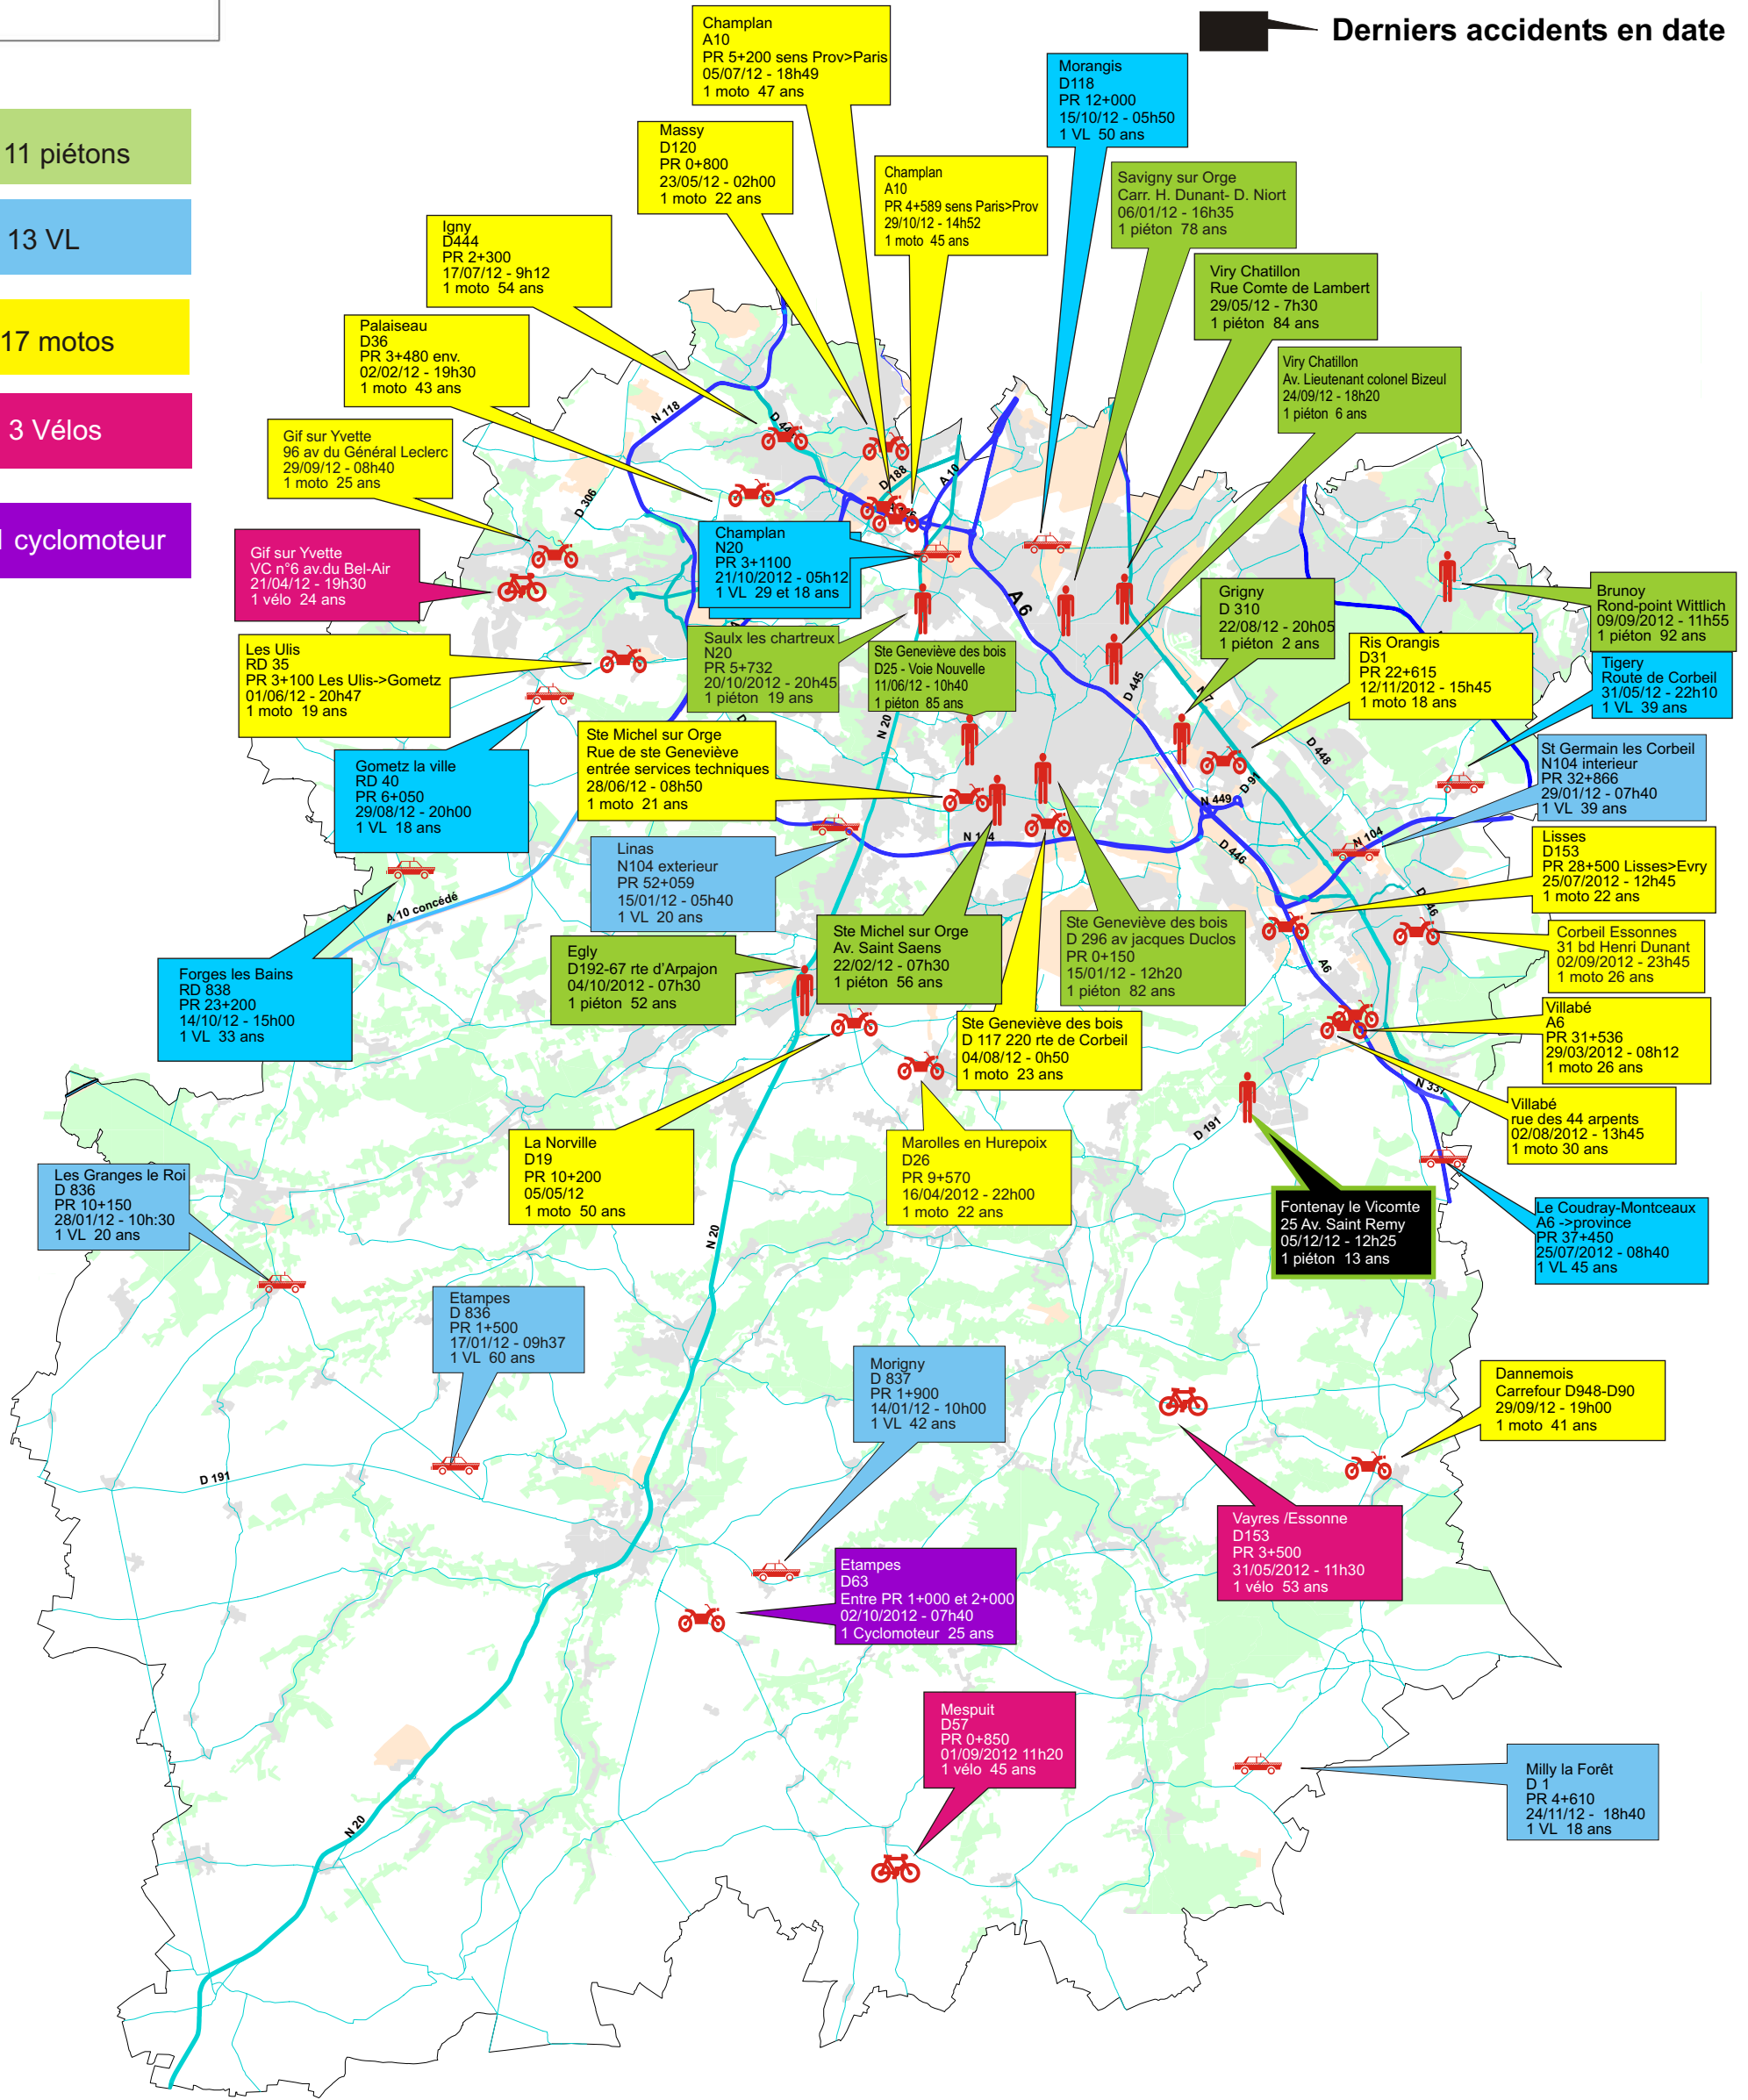 Derniers accidents en date
11 piétons
13 VL
17 motos
3 Vélos
cyclomoteur
Champlan
A10
PR 5+200 sens Prov>Paris
05/07/12 - 18h49
1 moto 47 ans
Morangis
D118
PR 12+000
15/10/12 - 05h50
1 VL 50 ans
Massy
D120
PR 0+800
23/05/12 - 02h00
1 moto 22 ans
Champlan
A10
PR 4+589 sens Paris>Prov
29/10/12 - 14h52
1 moto 45 ans
Savigny sur Orge
Carr. H. Dunant- D. Niort
06/01/12 - 16h35
1 piéton 78 ans
Igny
D444
PR 2+300
17/07/12 - 9h12
1 moto 54 ans
Viry Chatillon
Rue Comte de Lambert
29/05/12 - 7h30
1 piéton 84 ans
Palaiseau
D36
PR 3+480 env.
02/02/12 - 19h30
1 moto 43 ans
Viry Chatillon
Av. Lieutenant colonel Bizeul
24/09/12 - 18h20
1 piéton 6 ans
Gif sur Yvette
96 av du Général Leclerc
29/09/12 - 08h40
1 moto 25 ans
N 118
D 44
D 188
A 10
D 306
Gif sur Yvette
VC n°6 av.du Bel-Air
21/04/12 - 19h30
1 vélo 24 ans
Champlan
N20
PR 3+1100
21/10/2012 - 05h12
1 VL 29 et 18 ans
A 6
Grigny
D 310
22/08/12 - 20h05
1 piéton 2 ans
Brunoy
Rond-point Wittlich
09/09/2012 - 11h55
1 piéton 92 ans
Les Ulis
RD 35
PR 3+100 Les Ulis->Gometz
01/06/12 - 20h47
1 moto 19 ans
Saulx les chartreux
N20
PR 5+732
20/10/2012 - 20h45
1 piéton 19 ans
Ste Geneviève des bois
D25 - Voie Nouvelle
11/06/12 - 10h40
1 piéton 85 ans
Ris Orangis
D31
PR 22+615
12/11/2012 - 15h45
1 moto 18 ans
Tigery
Route de Corbeil
31/05/12 - 22h10
1 VL 39 ans
D 445
N 7
N 20
D 448
Ste Michel sur Orge
Rue de ste Geneviève
entrée services techniques
28/06/12 - 08h50
1 moto 21 ans
Gometz la ville
RD 40
PR 6+050
29/08/12 - 20h00
1 VL 18 ans
St Germain les Corbeil
N104 interieur
PR 32+866
29/01/12 - 07h40
1 VL 39 ans
D 91
N 449
N 104
D 446
Linas
N104 exterieur
PR 52+059
15/01/12 - 05h40
1 VL 20 ans
Lisses
D153
PR 28+500 Lisses>Evry
25/07/2012 - 12h45
1 moto 22 ans
A 10 concédé
Ste Michel sur Orge
Av. Saint Saens
22/02/12 - 07h30
1 piéton 56 ans
Ste Geneviève des bois
D 296 av jacques Duclos
PR 0+150
15/01/12 - 12h20
1 piéton 82 ans
Corbeil Essonnes
31 bd Henri Dunant
02/09/2012 - 23h45
1 moto 26 ans
Egly
D192-67 rte d'Arpajon
04/10/2012 - 07h30
1 piéton 52 ans
A6
Forges les Bains
RD 838
PR 23+200
14/10/12 - 15h00
1 VL 33 ans
Ste Geneviève des bois
D 117 220 rte de Corbeil
04/08/12 - 0h50
1 moto 23 ans
Villabé
A6
PR 31+536
29/03/2012 - 08h12
1 moto 26 ans
N 337
Villabé
rue des 44 arpents
02/08/2012 - 13h45
1 moto 30 ans
D 191
La Norville
D19
PR 10+200
05/05/12
1 moto 50 ans
Marolles en Hurepoix
D26
PR 9+570
16/04/2012 - 22h00
1 moto 22 ans
Les Granges le Roi
D 836
PR 10+150
28/01/12 - 10h:30
1 VL 20 ans
Fontenay le Vicomte
25 Av. Saint Remy
05/12/12 - 12h25
1 piéton 13 ans
Le Coudray-Montceaux
A6 ->province
PR 37+450
25/07/2012 - 08h40
1 VL 45 ans
N 20
Etampes
D 836
PR 1+500
17/01/12 - 09h37
1 VL 60 ans
Morigny
D 837
PR 1+900
14/01/12 - 10h00
1 VL 42 ans
Dannemois
Carrefour D948-D90
29/09/12 - 19h00
1 moto 41 ans
D 191
Vayres /Essonne
D153
PR 3+500
31/05/2012 - 11h30
1 vélo 53 ans
Etampes
D63
Entre PR 1+000 et 2+000
02/10/2012 - 07h40
1 Cyclomoteur 25 ans
Mespuit
D57
PR 0+850
01/09/2012 11h20
1 vélo 45 ans
Milly la Forêt
D 1
PR 4+610
24/11/12 - 18h40
1 VL 18 ans
N 20